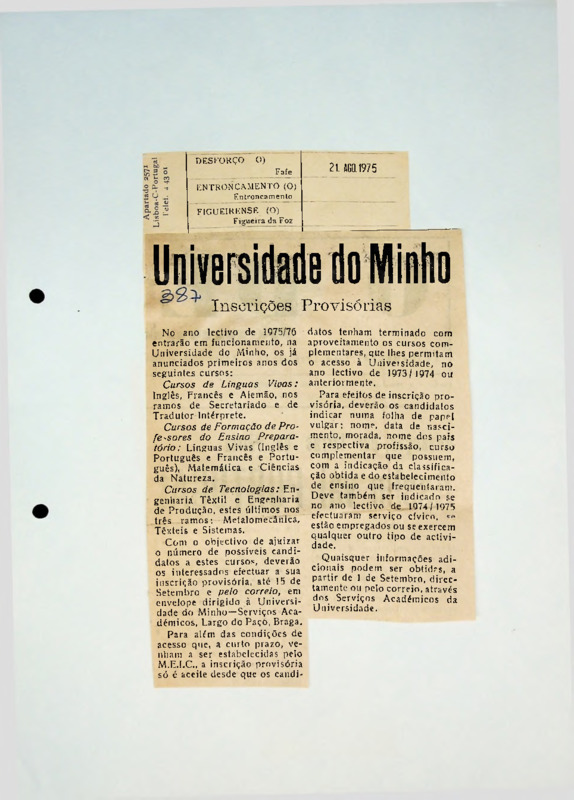 Apartado 2571
Lisboa-C-Portugal
Telef. 4 43 01
DESFORÇO (O)
Fafe
21. AGO. 1975
ENTRONCAMENTO (O)
Entroncamento
FIGUEIRENSE (O)
Figueira da Foz
Universidade do Minho
387
Inscrições Provisórias
No ano lectivo de 1975/76
entrarão em funcionamento, na
Universidade do Minho, os já
anunciados primeiros anos dos
seguintes cursos:
Cursos de Línguas Vivas:
Inglês, Francês e Alemão, nos
ramos de Secretariado e de
Tradutor Intérprete.
Cursos de Formação de Pro-
fessores do Ensino Prepara-
tório: Línguas Vivas (Inglês e
Português e Francês e Portu-
guês), Matemática e Ciências
da Natureza.
Cursos de Tecnologias: En-
genharia Têxtil e Engenharia
de Produção, estes últimos nos
três ramos: Metalomecânica,
Têxteis e Sistemas.
Com o objectivo de ajuizar
o número de possíveis candi-
datos a estes cursos, deverão
os interessados efectuar a sua
inscrição provisória, até 15 de
Setembro e pelo correio, em
envelope dirigido à Universi-
dade do Minho—Serviços Aca-
démicos, Largo do Paço, Braga.
Para além das condições de
acesso que, a curto prazo, ve-
nham a ser estabelecidas pelo
M.E.I.C., a inscrição provisória
só é aceite desde que os candi-
datos tenham terminado com
aproveitamento os cursos com-
plementares, que lhes permitam
o acesso à Universidade, no
ano lectivo de 1973/1974 ou
anteriormente.
Para efeitos de inscrição pro-
visória, deverão os candidatos
indicar numa folha de papel
vulgar: nome, data de nasci-
mento, morada, nome dos pais
e respectiva profissão, curso
complementar que possuem,
com a indicação da classifica-
ção obtida e do estabelecimento
de ensino que frequentaram.
Deve também ser indicado se
no ano lectivo de 1974/1975
efectuaram serviço cívico, se
estão empregados ou se exercem
qualquer outro tipo de activi-
dade.
Quaisquer informações adi-
cionais podem ser obtidas, a
partir de 1 de Setembro, direc-
tamente ou pelo correio, através
dos Serviços Académicos da
Universidade.